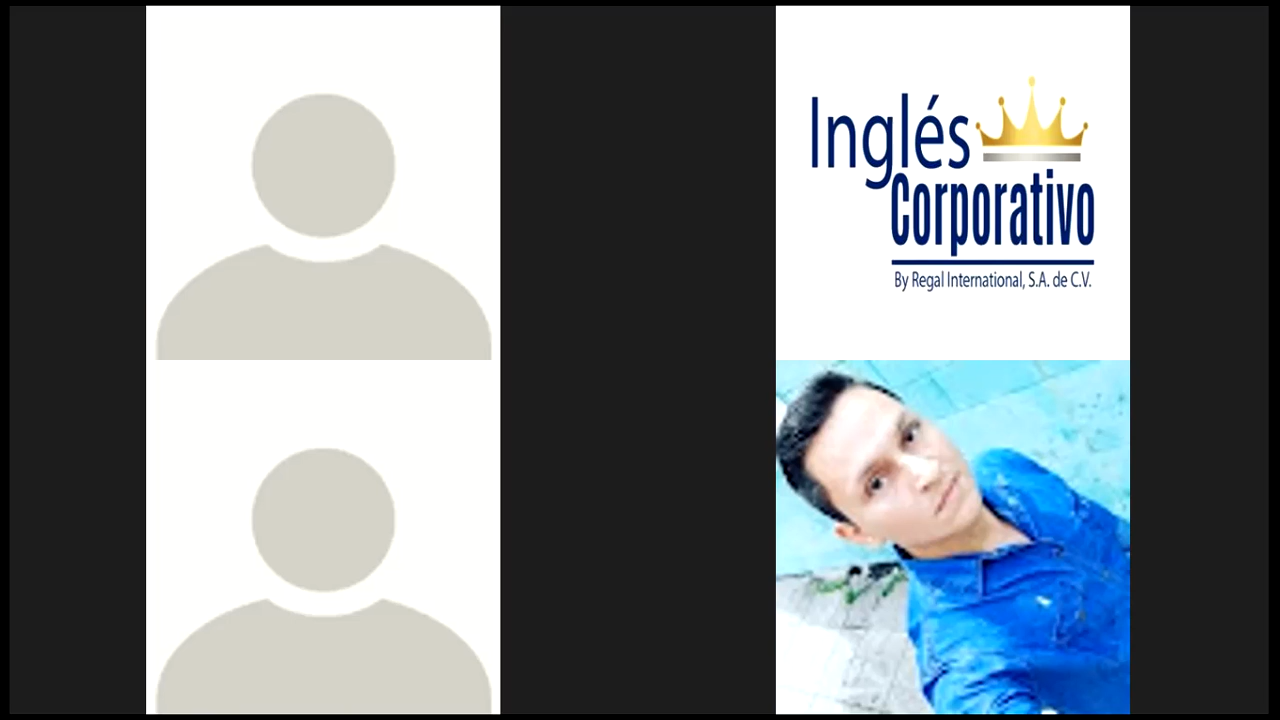 Inglés
Corporativo
By Regal International, S.A. de C.V.